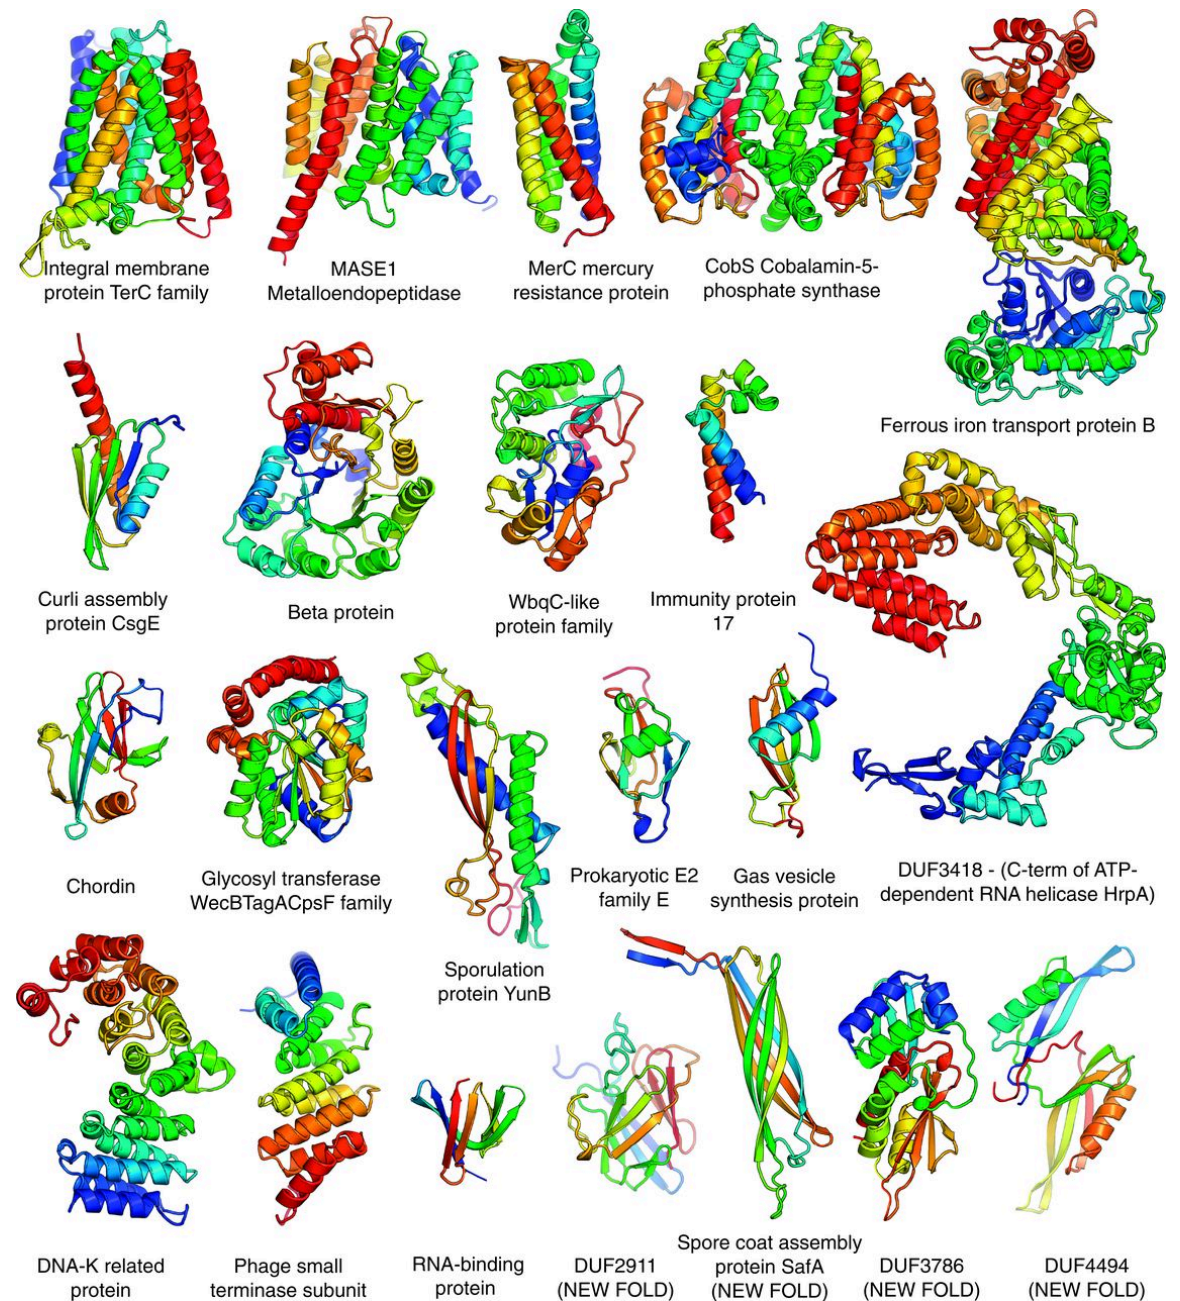 Integral membrane
protein TerC family
MASE1
Metalloendopeptidase
MerC mercury
resistance protein
CobS Cobalamin-5-
phosphate synthase
Ferrous iron transport protein B
Curli assembly
protein CsgE
Beta protein
WbqC-like
protein family
Immunity protein
17
Chordin
Glycosyl transferase
WecBTagACpsF family
Sporulation
protein YunB
Prokaryotic E2
family E
Gas vesicle
synthesis protein
DUF3418 - (C-term of ATP-
dependent RNA helicase HrpA)
DNA-K related
protein
Phage small
terminase subunit
RNA-binding
protein
DUF2911
(NEW FOLD)
Spore coat assembly
protein SafA
(NEW FOLD)
DUF3786
(NEW FOLD)
DUF4494
(NEW FOLD)